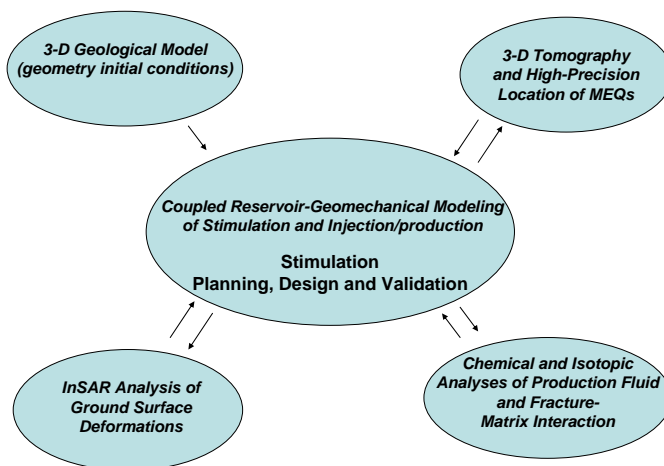 3-D Geological Model
(geometry initial conditions)
3-D Tomography
and High-Precision
Location of MEQs
Coupled Reservoir-Geomechanical Modeling
of Stimulation and Injection/production
Stimulation
Planning, Design and Validation
InSAR Analysis of
Ground Surface
Deformations
Chemical and Isotopic
Analyses of Production Fluid
and Fracture-
Matrix Interaction